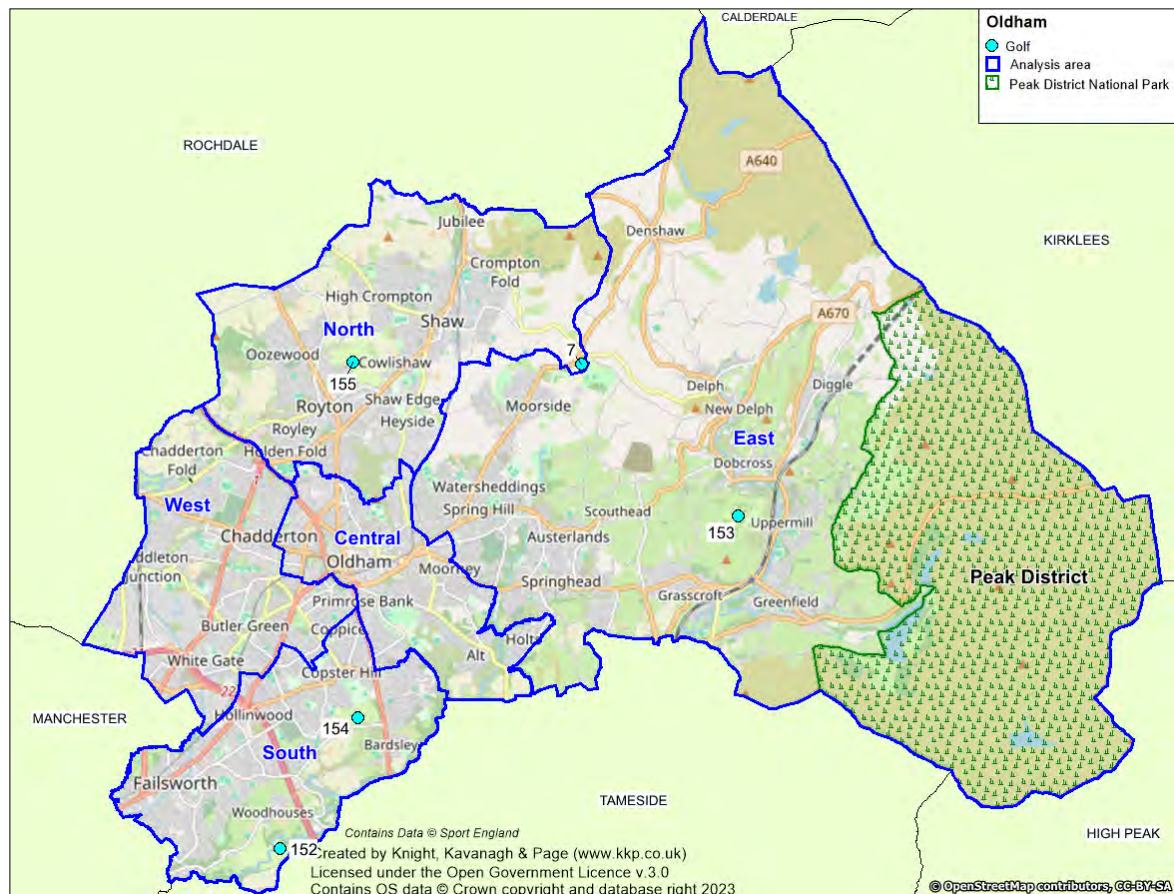 CALDERDALE
Oldham
Golf
Analysis area
Peak District National Park
ROCHDALE
A640
Jubilee
Denshaw
KIRKLEES
Crompton
Fold
High Crompton
North
Shaw
A670
Oozewood
7
Cowlishaw
155
Delph
Diggle
Shaw Edge
Royton
Moorside
New Delph
Heyside
Royley
East
Holden Fold
Chadderton
Fold
Dobcross
Watersheddings
West
Spring Hill
Scouthead
153
Uppermill
Chadderton
Central
Austerlands
Oldham
Moorhey
Junction
Springhead
Peak District
Grasscroft
Greenfield
Primrose Bank
Butler Green
Coppice
Holts
Alt
White Gate
Copster Hill
22
Hollinwood
MANCHESTER
154
Bardsley
South
Failsworth
TAMESIDE
Woodhouses
HIGH PEAK
Contains Data © Sport England
152
Created by Knight, Kavanagh & Page (www.kkp.co.uk)
Licensed under the Open Government Licence v.3.0
Contains OS data © Crown copyright and database right 2023
© OpenStreetMap contributors, CC-BY-SA